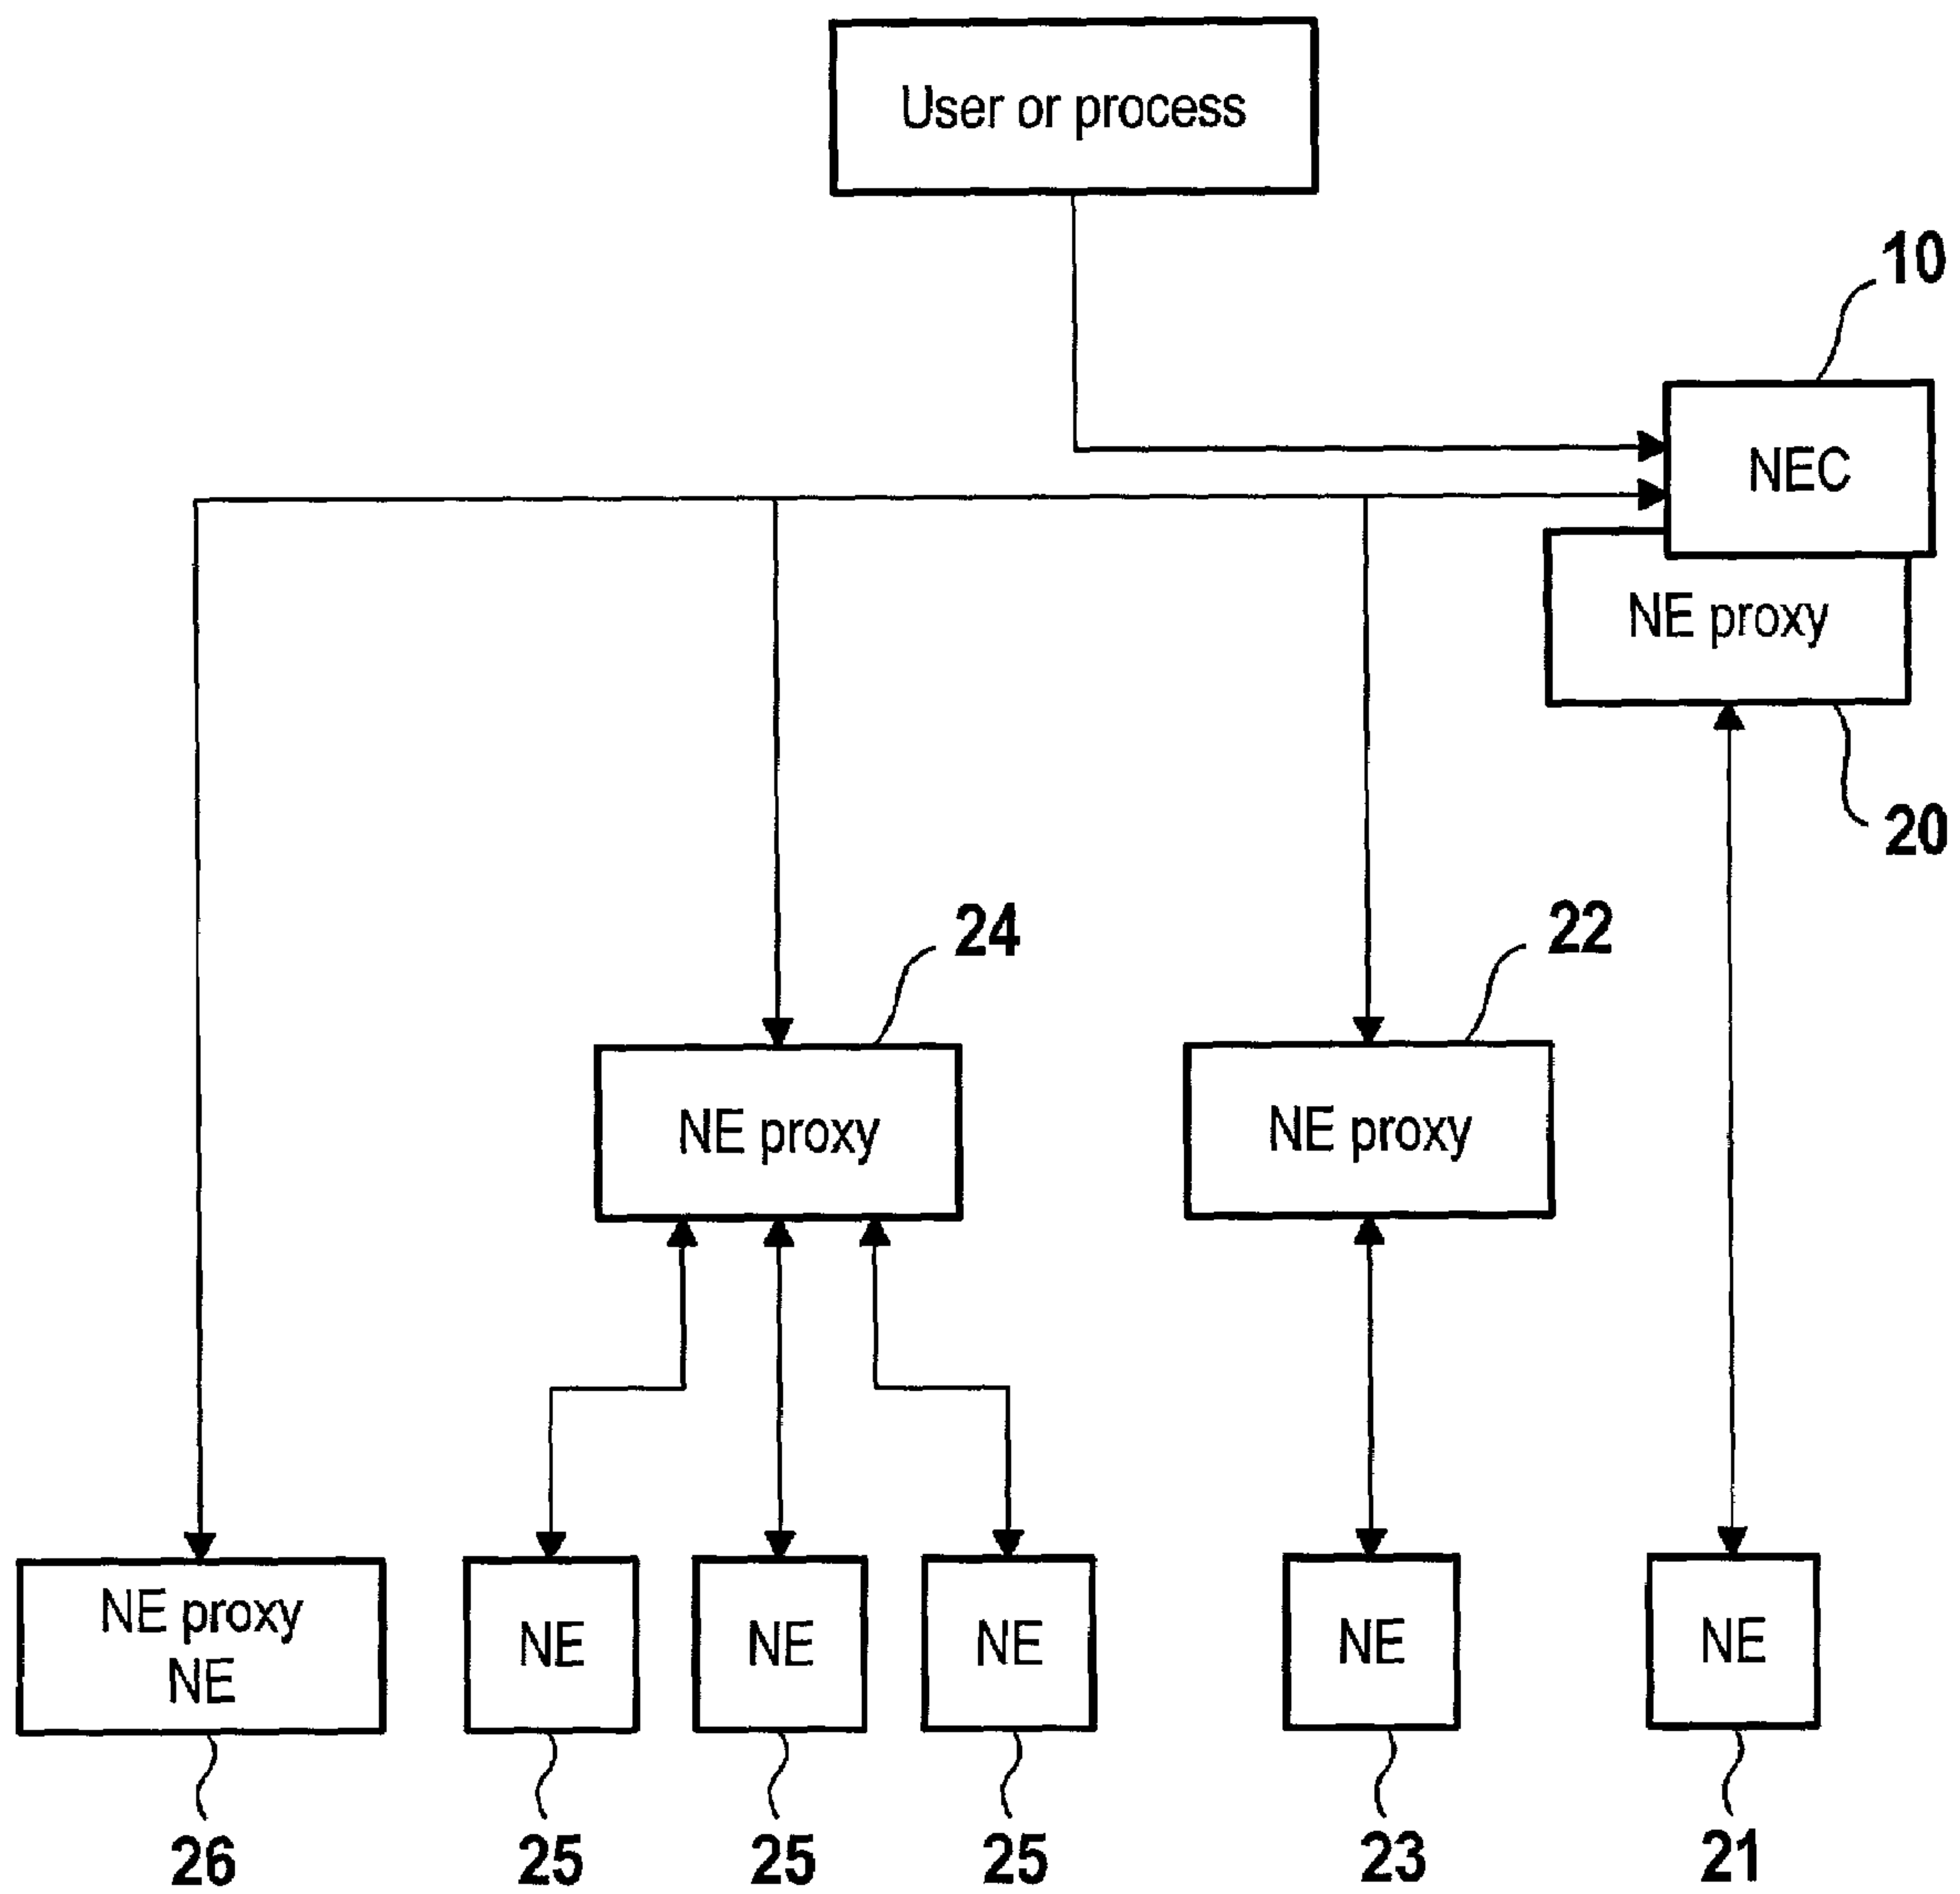 User or process
10
NEC
NE proxy
20
24
22
NE proxy
NE proxy
NE proxy
NE
NE
NE
NE
NE
NE
26
25
25
25
23
21